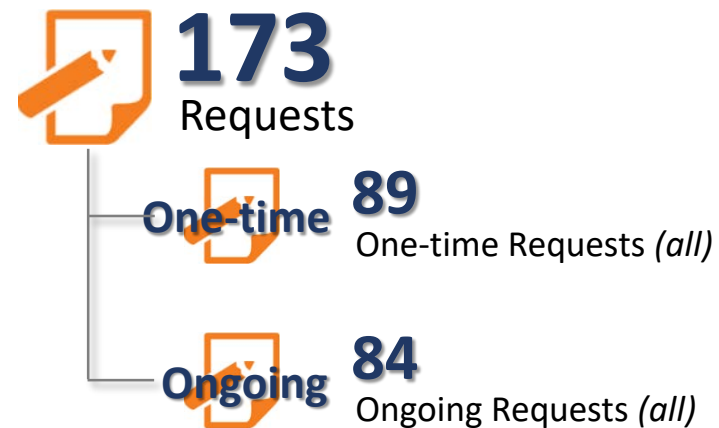 173
Requests
One-time
89
One-time Requests (all)
Ongoing
84
Ongoing Requests (all)